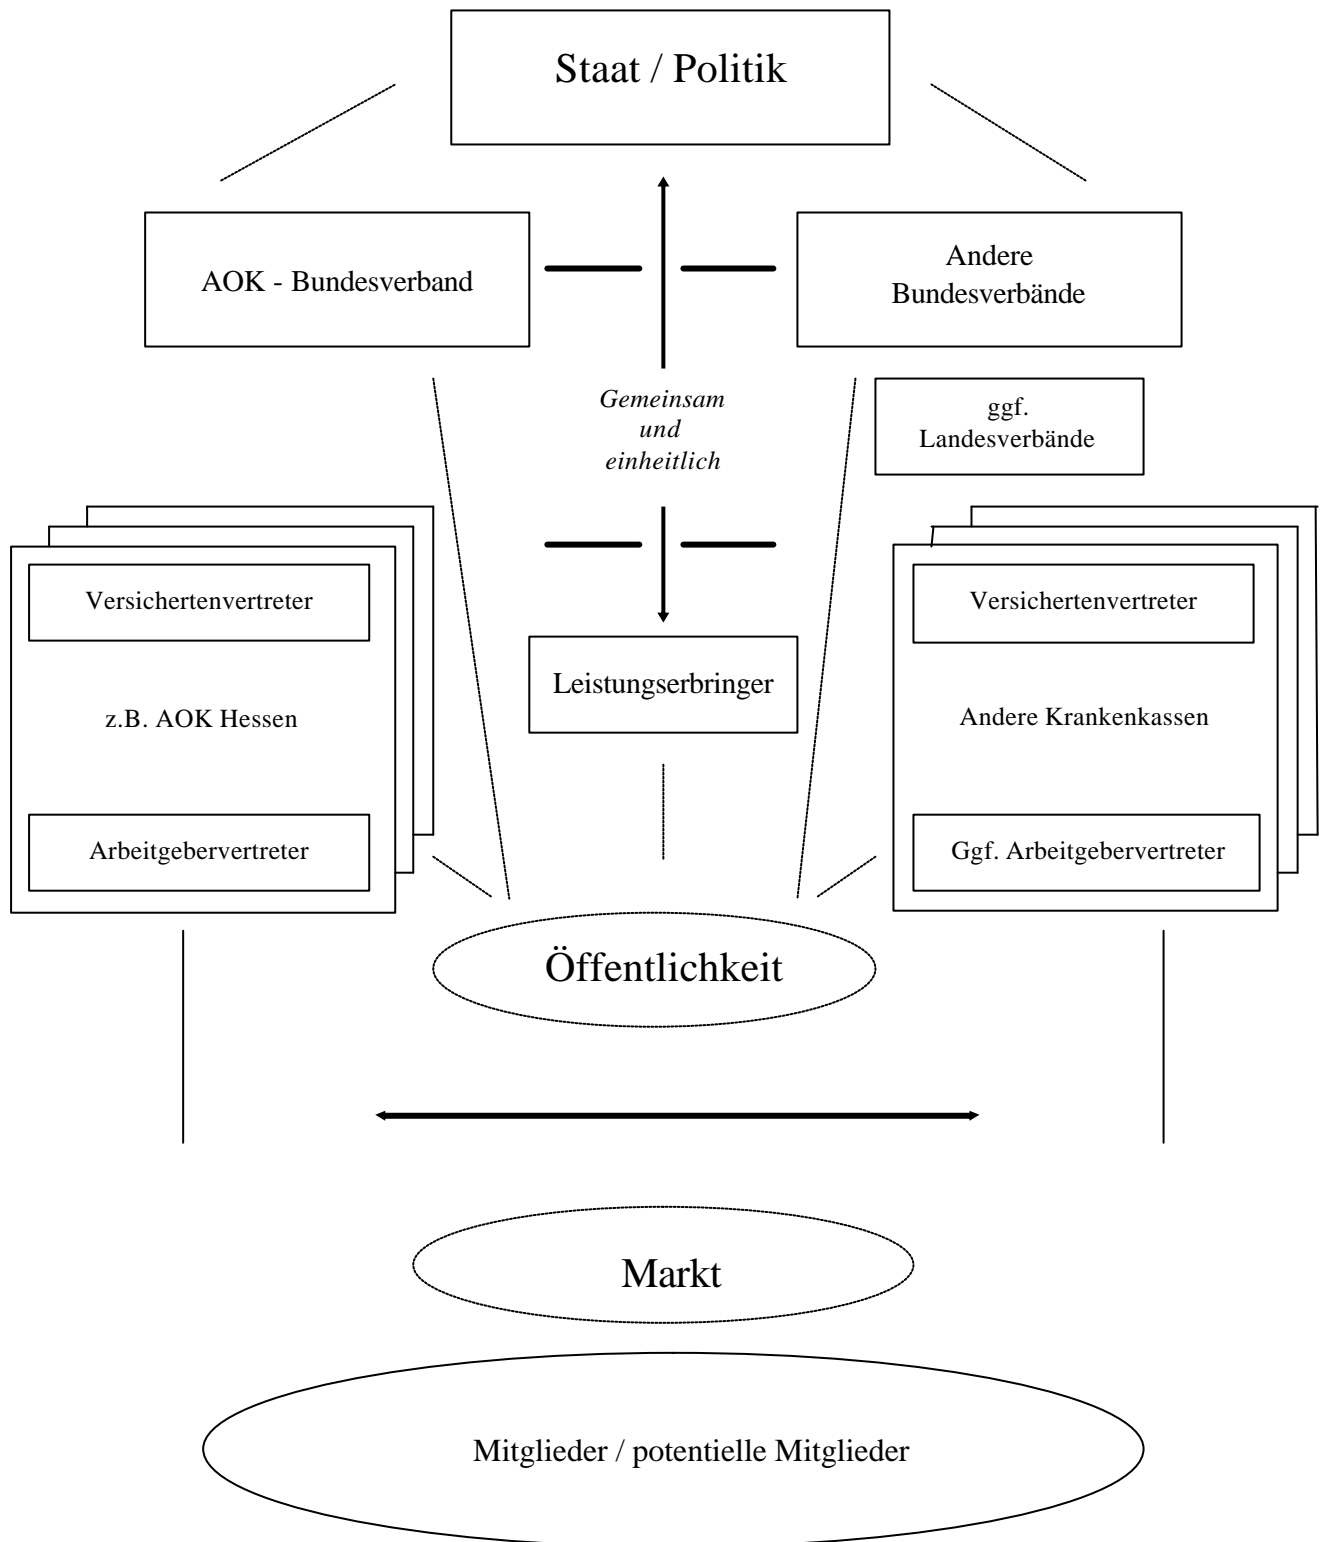 Staat / Politik
AOK - Bundesverband
Andere
Bundesverbände
Gemeinsam
und
einheitlich
ggf.
Landesverbände
Versichertenvertreter
z.B. AOK Hessen
Arbeitgebervertreter
Leistungserbringer
Versichertenvertreter
Andere Krankenkassen
Ggf. Arbeitgebervertreter
Öffentlichkeit
Markt
Mitglieder / potentielle Mitglieder